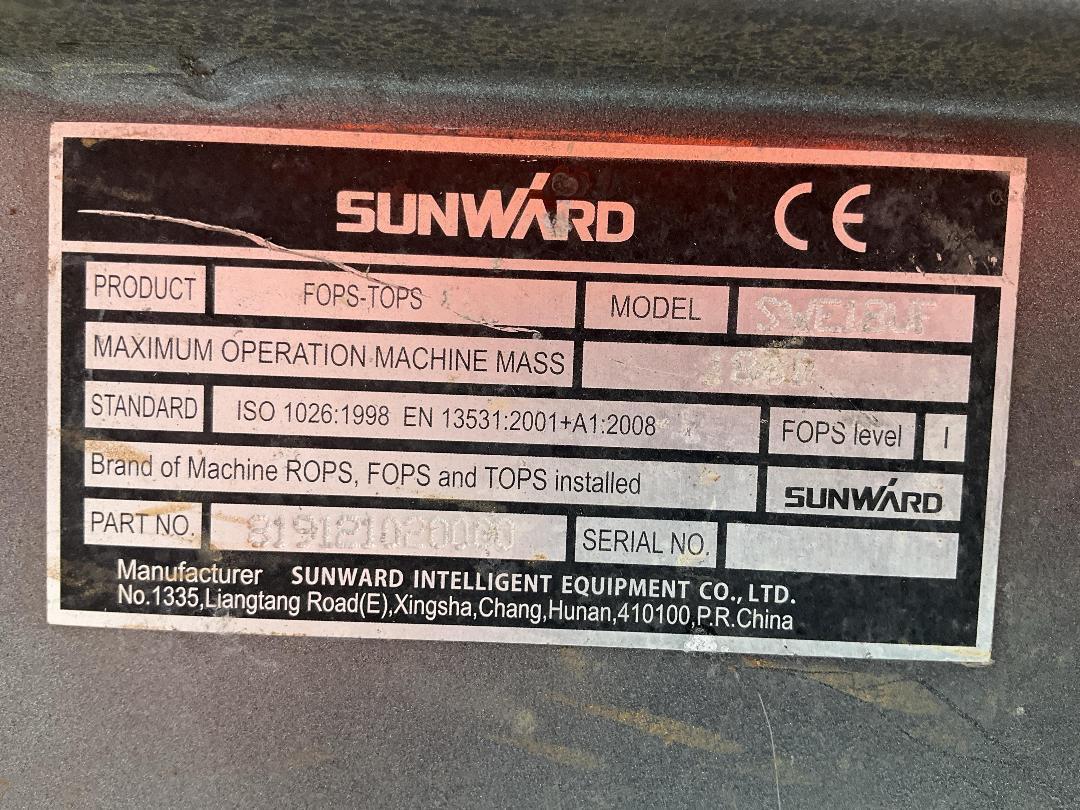 SUNWARD CE
PRODUCT FOPS-TOPS MODEL SWE18UF
MAXIMUM OPERATION MACHINE MASS
STANDARD ISO 1026:1998 EN 13531:2001+A1:2008 FOPS level I
Brand of Machine ROPS, FOPS and TOPS installed SUNWARD
PART NO. 819121020000 SERIAL NO.
Manufacturer SUNWARD INTELLIGENT EQUIPMENT CO., LTD.
No.1335,Liangtang Road(E),Xingsha,Chang,Hunan,410100,P.R.China